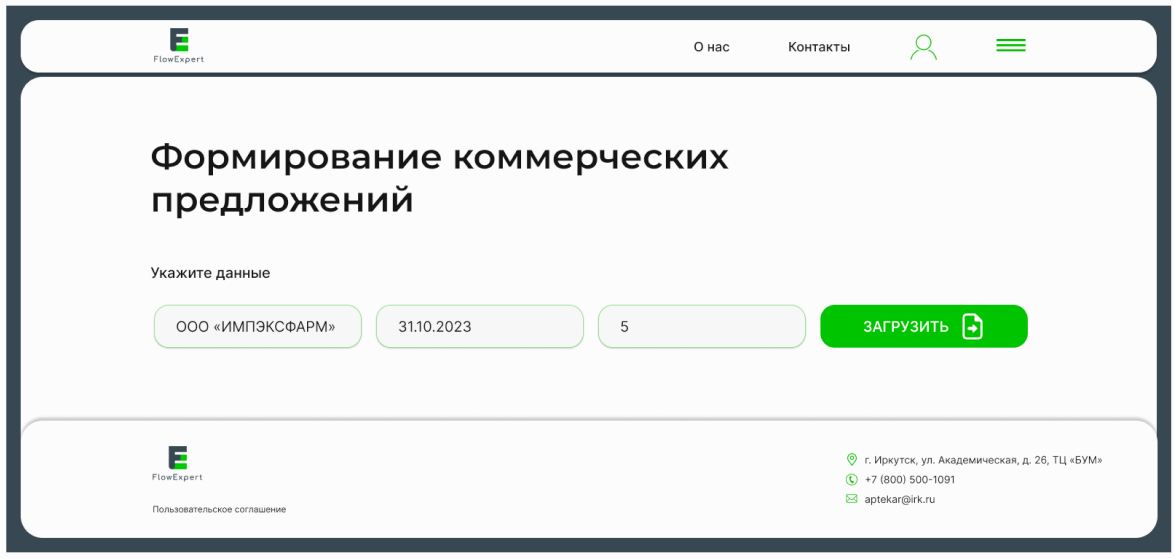 FlowExpert
О нас
Контакты
Формирование коммерческих
предложений
Укажите данные
ООО «ИМПЭКСФАРМ»
31.10.2023
5
ЗАГРУЗИТЬ
FlowExpert
Пользовательское соглашение
г. Иркутск, ул. Академическая, д. 26, ТЦ «БУМ»
+7 (800) 500-1091
aptekar@irk.ru